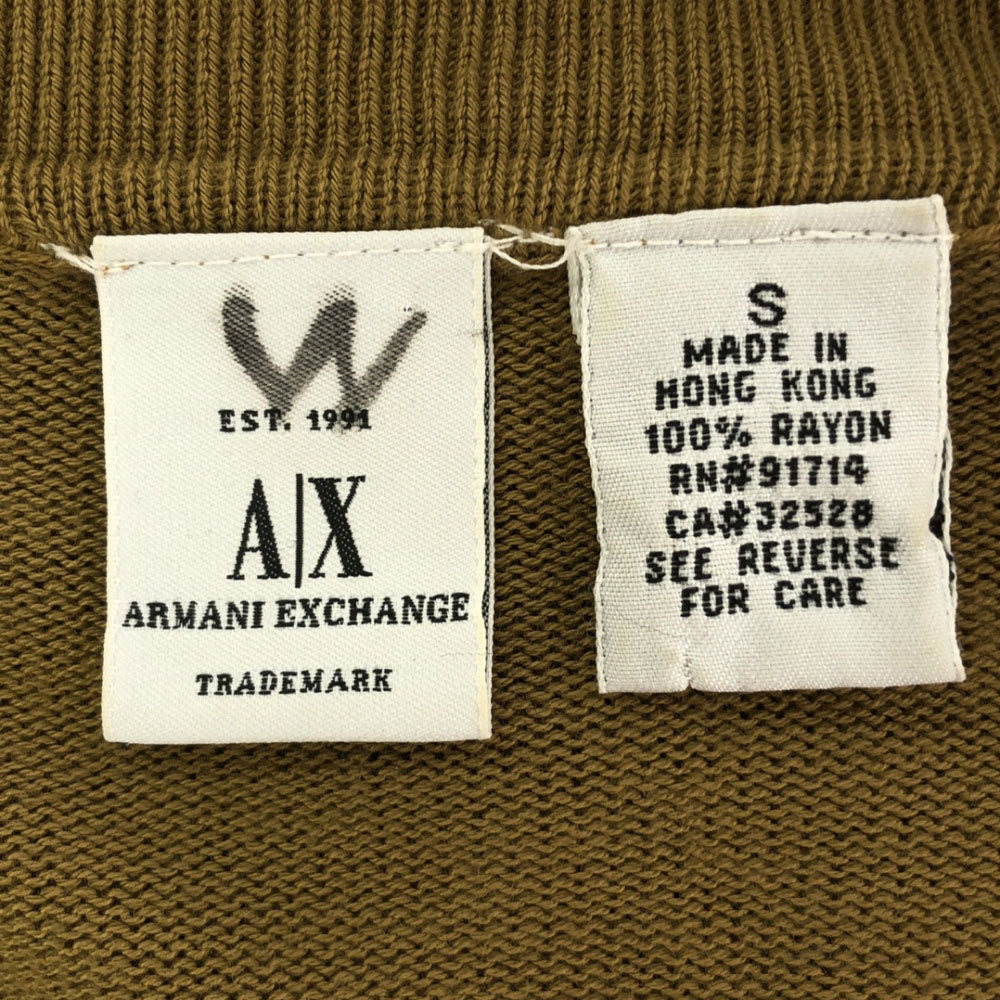 W
EST. 1991
A|X
ARMANI EXCHANGE
TRADEMARK
S
MADE IN
HONG KONG
100% RAYON
RN#91714
CA#32528
SEE REVERSE
FOR CARE